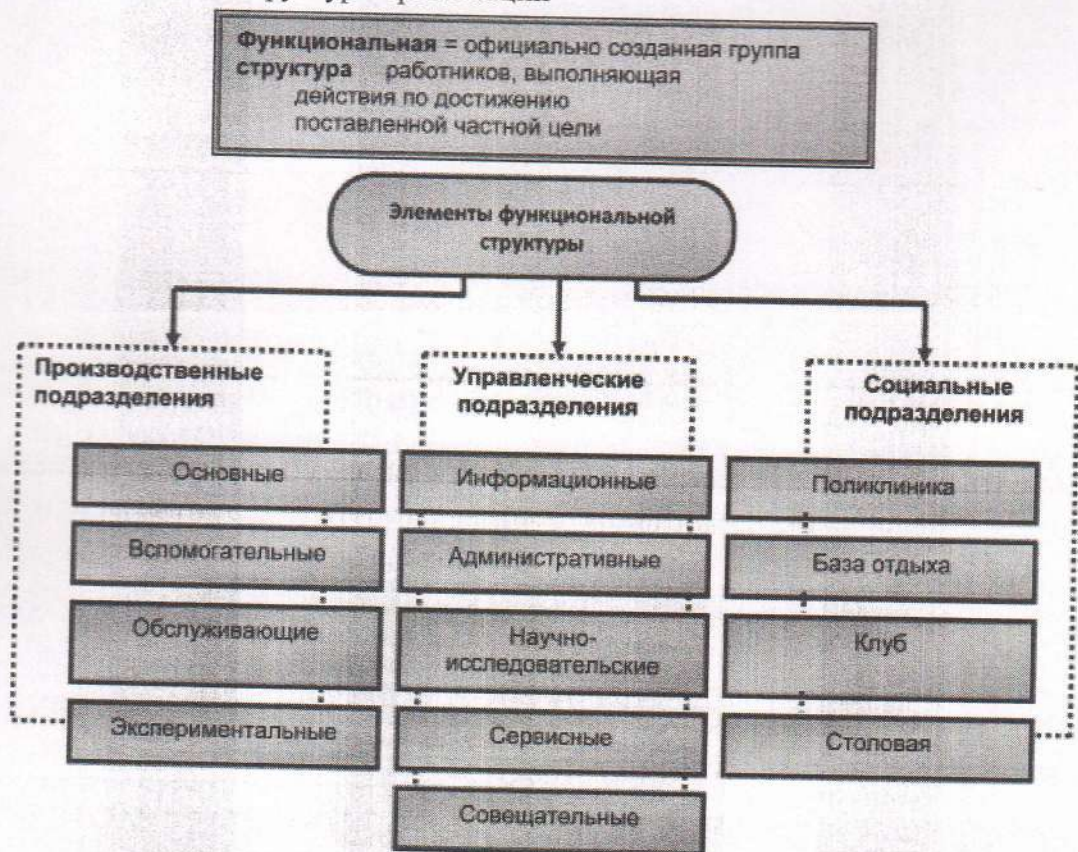 Функциональная = официально созданная группа
структура работников, выполняющая
действия по достижению
поставленной частной цели
Элементы функциональной
структуры
Производственные
подразделения
Основные
Вспомогательные
Обслуживающие
Экспериментальные
Управленческие
подразделения
Информационные
Административные
Научно-
исследовательские
Сервисные
Совещательные
Социальные
подразделения
Поликлиника
База отдыха
Клуб
Столовая